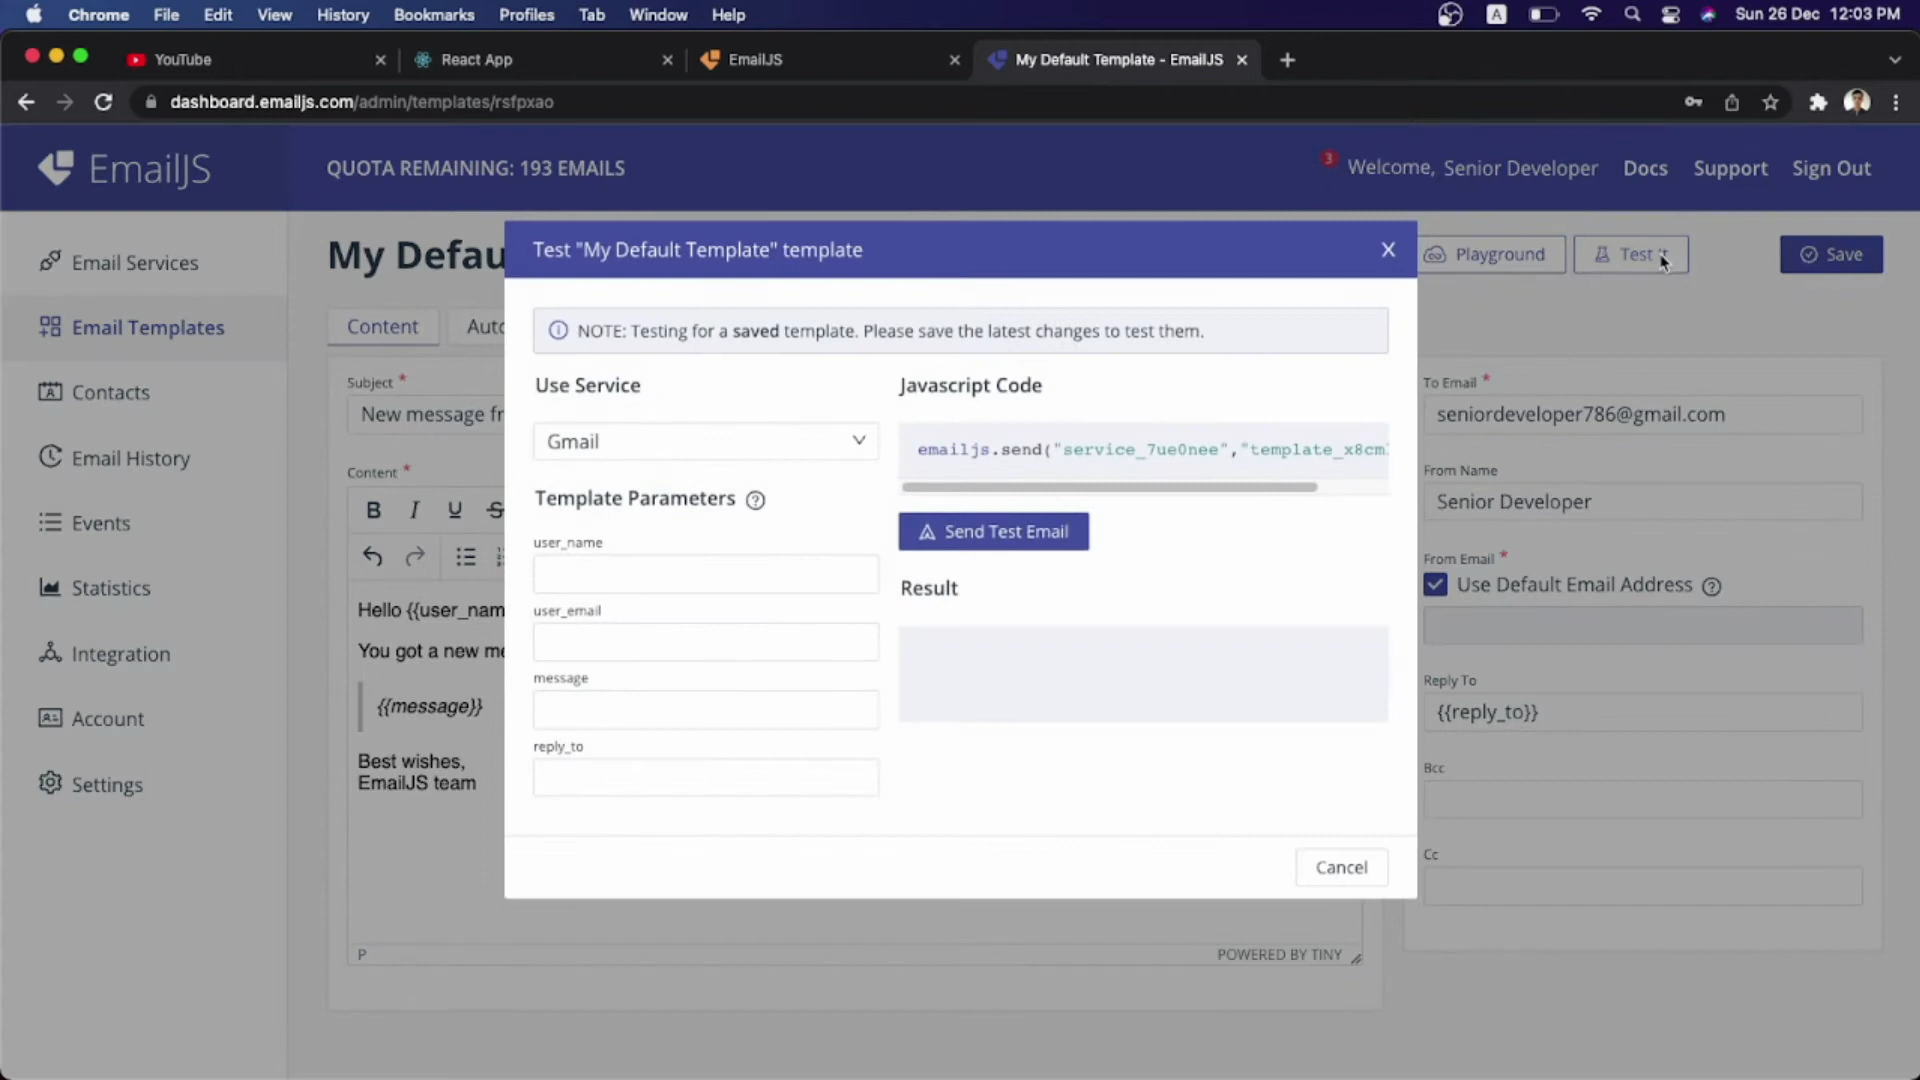 Chrome File Edit View History Bookmarks Profiles Tab Window Help A Sun 26 Dec 12:03 PM
YouTube React App EmailJS My Default Template - EmailJS
dashboard.emailjs.com/admin/templates/rsfpxao
EmailJS QUOTA REMAINING: 193 EMAILS 3 Welcome, Senior Developer Docs Support Sign Out
Email Services
Email Templates
Contacts
Email History
Events
Statistics
Integration
Account
Settings
My Defau
Playground Test Save
Content Auto
Subject *
New message fr
Content *
B I U S
Hello {{user_nam
You got a new me
{{message}}
Best wishes,
EmailJS team
P POWERED BY TINY
Test "My Default Template" template X
NOTE: Testing for a saved template. Please save the latest changes to test them.
Use Service
Gmail
Template Parameters ?
user_name
user_email
message
reply_to
Javascript Code
emailjs.send("service_7ue0nee","template_x8cm
Send Test Email
Result
Cancel
To Email *
seniordeveloper786@gmail.com
From Name
Senior Developer
From Email *
Use Default Email Address ?
Reply To
{{reply_to}}
Bcc
Cc